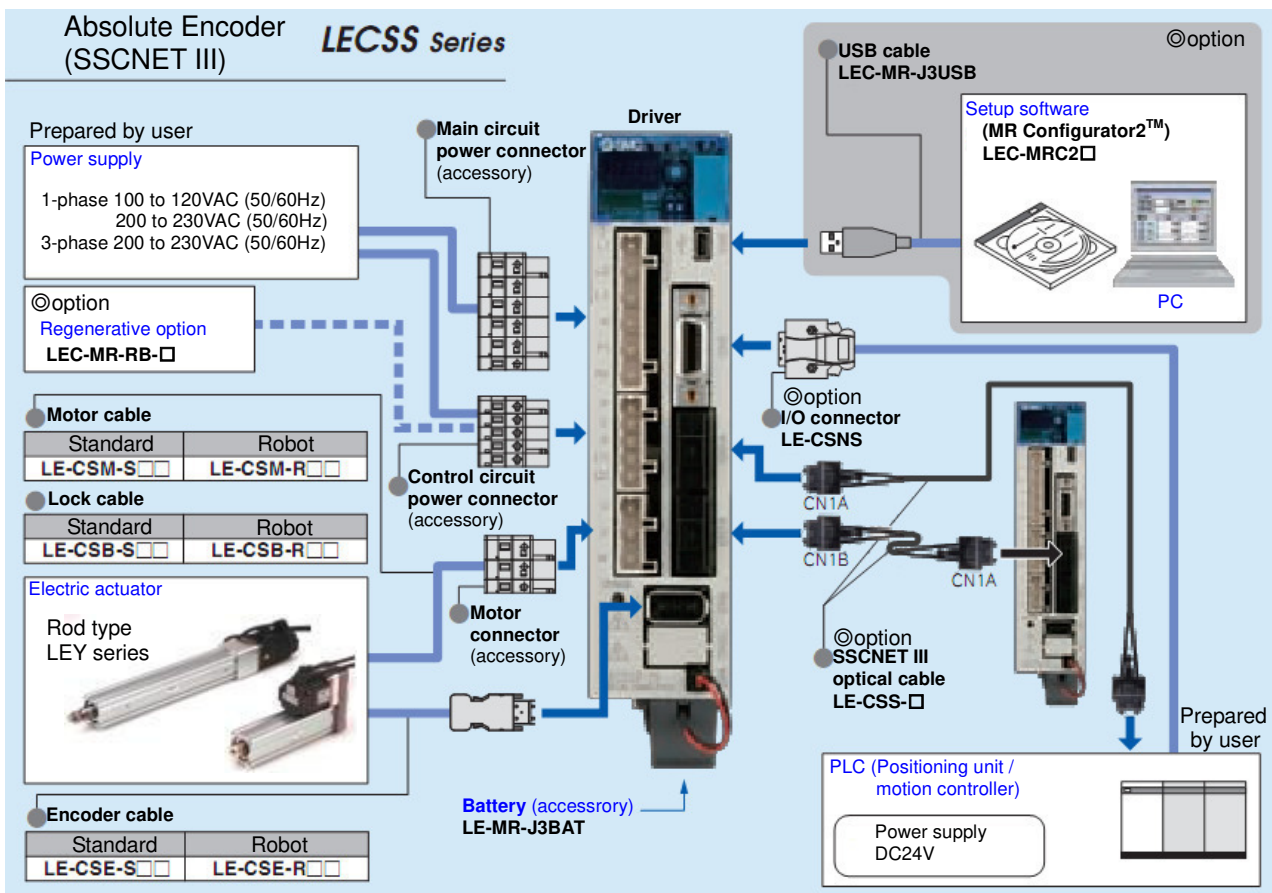 Absolute Encoder
(SSCNET III)
LECSS Series
Prepared by user
Power supply
1-phase 100 to 120VAC (50/60Hz)
200 to 230VAC (50/60Hz)
3-phase 200 to 230VAC (50/60Hz)
◎option
Regenerative option
LEC-MR-RB-□
Motor cable
Standard Robot
LE-CSM-S□□ LE-CSM-R□□
Lock cable
Standard Robot
LE-CSB-S□□ LE-CSB-R□□
Electric actuator
Rod type
LEY series
Encoder cable
Standard Robot
LE-CSE-S□□ LE-CSE-R□□
Main circuit
power connector
(accessory)
Control circuit
power connector
(accessory)
Motor
connector
(accessory)
Driver
Battery (accessrory)
LE-MR-J3BAT
◎option
USB cable
LEC-MR-J3USB
Setup software
(MR Configurator2™)
LEC-MRC2□
PC
◎option
I/O connector
LE-CSNS
CN1A
CN1B
CN1A
◎option
SSCNET III
optical cable
LE-CSS-□
Prepared
by user
PLC (Positioning unit /
motion controller)
Power supply
DC24V